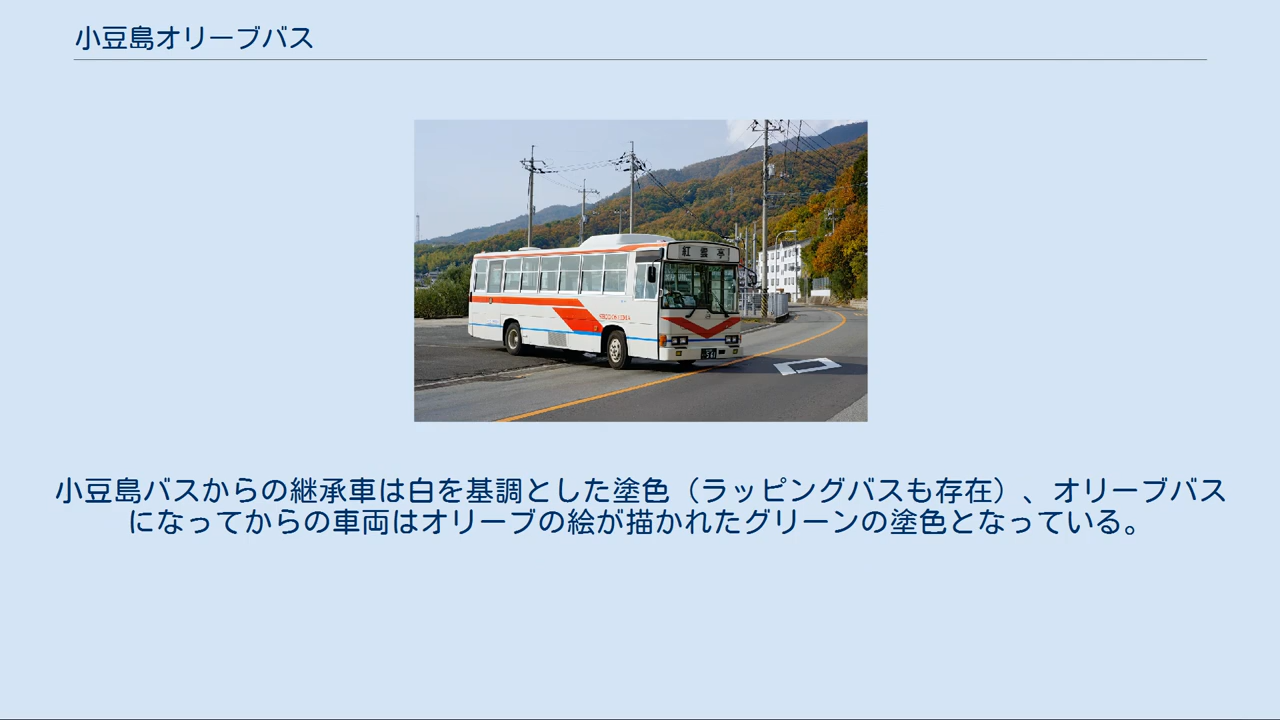 小豆島オリーブバス
紅雲亭
小豆島バスからの継承車は白を基調とした塗色（ラッピングバスも存在）、オリーブバス
になってからの車両はオリーブの絵が描かれたグリーンの塗色となっている。